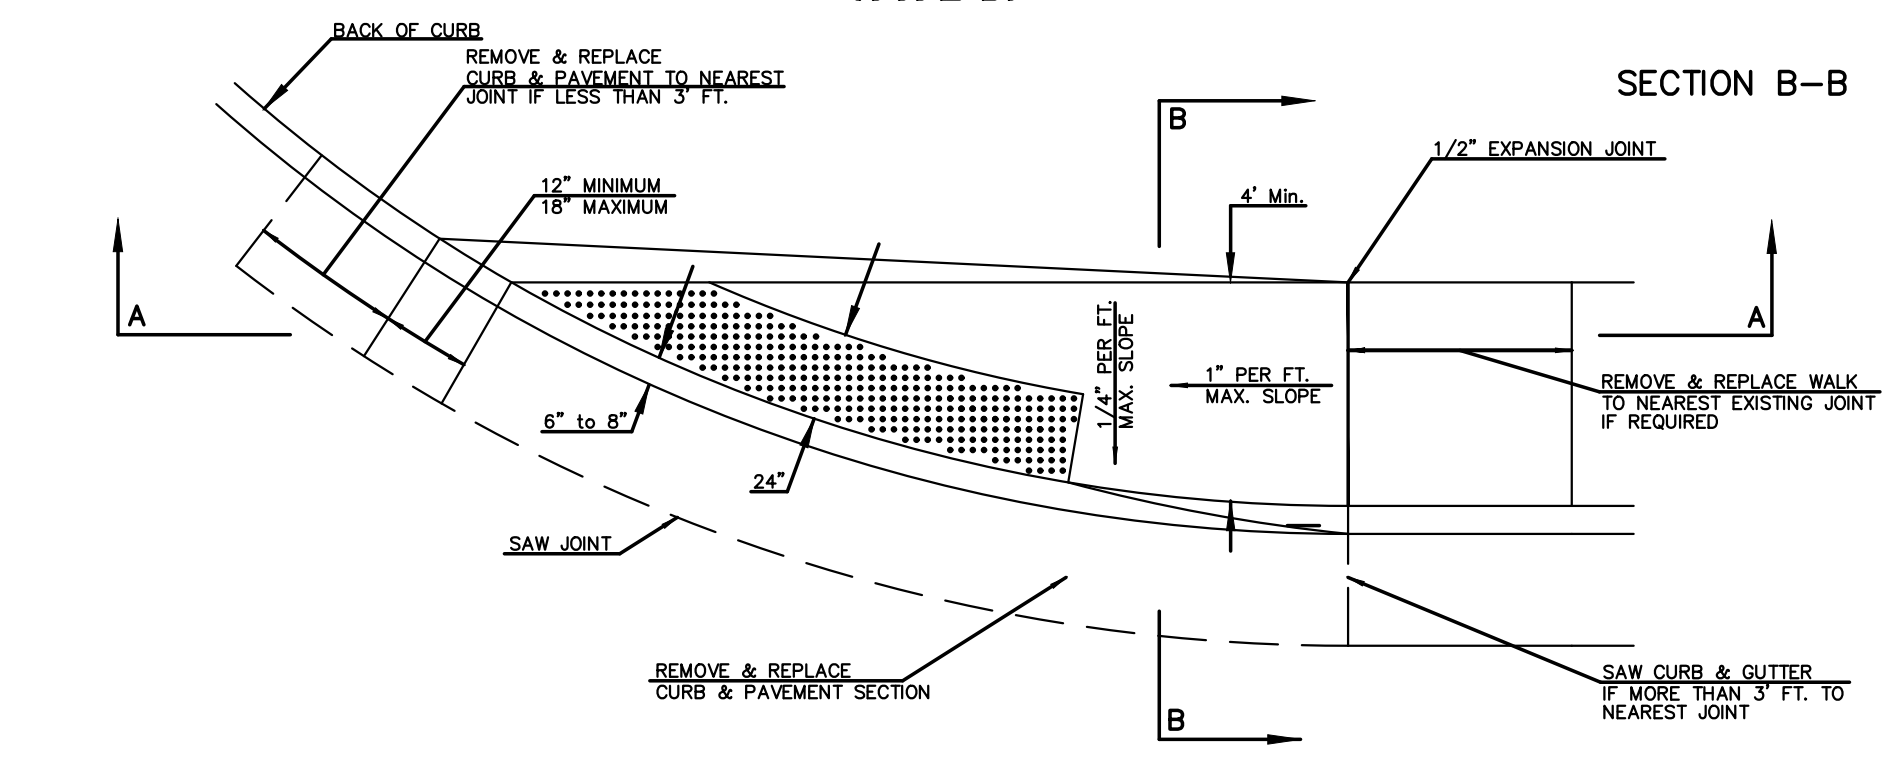 BACK OF CURB
REMOVE & REPLACE
CURB & PAVEMENT TO NEAREST
JOINT IF LESS THAN 3' FT.
SECTION B-B
B
1/2" EXPANSION JOINT
12" MINIMUM
18" MAXIMUM
4' Min.
A
A
1/4" PER FT.
MAX. SLOPE
1" PER FT.
MAX. SLOPE
REMOVE & REPLACE WALK
TO NEAREST EXISTING JOINT
IF REQUIRED
6" to 8"
24"
SAW JOINT
REMOVE & REPLACE
CURB & PAVEMENT SECTION
SAW CURB & GUTTER
IF MORE THAN 3' FT. TO
NEAREST JOINT
B